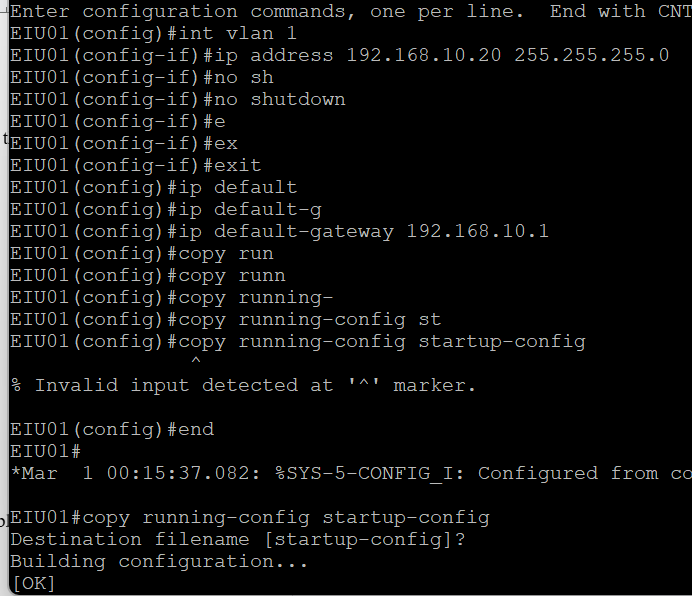 Enter configuration commands, one per line.  End with CNT
EIU01(config)#int vlan 1
EIU01(config-if)#ip address 192.168.10.20 255.255.255.0
EIU01(config-if)#no sh
EIU01(config-if)#no shutdown
EIU01(config-if)#e
EIU01(config-if)#ex
EIU01(config-if)#exit
EIU01(config)#ip default
EIU01(config)#ip default-g
EIU01(config)#ip default-gateway 192.168.10.1
EIU01(config)#copy run
EIU01(config)#copy runn
EIU01(config)#copy running-
EIU01(config)#copy running-config st
EIU01(config)#copy running-config startup-config
               ^
% Invalid input detected at '^' marker.

EIU01(config)#end
EIU01#
*Mar  1 00:15:37.082: %SYS-5-CONFIG_I: Configured from co

EIU01#copy running-config startup-config
Destination filename [startup-config]?
Building configuration...
[OK]